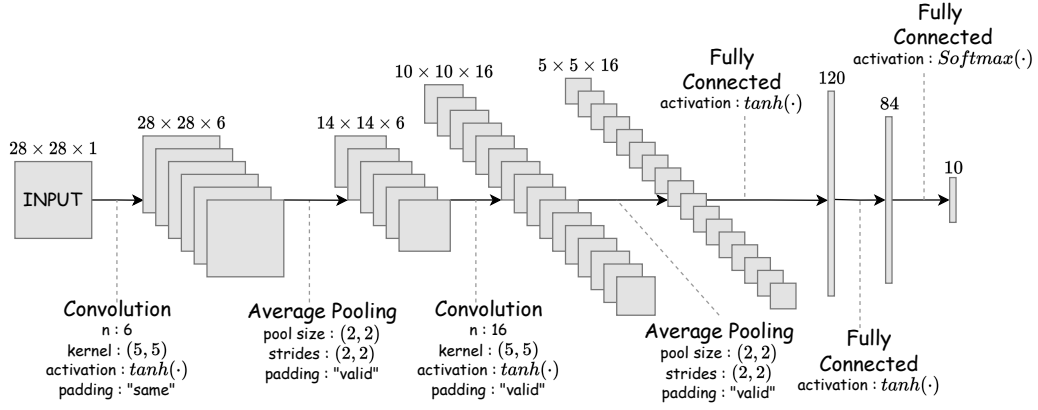 28 × 28 × 1
INPUT
Convolution
n : 6
kernel : (5, 5)
activation : tanh(·)
padding : "same"
28 × 28 × 6
Average Pooling
pool size : (2, 2)
strides : (2, 2)
padding : "valid"
14 × 14 × 6
Convolution
n : 16
kernel : (5, 5)
activation : tanh(·)
padding : "valid"
10 × 10 × 16
Average Pooling
pool size : (2, 2)
strides : (2, 2)
padding : "valid"
5 × 5 × 16
Fully
Connected
activation : tanh(·)
120
Fully
Connected
activation : tanh(·)
84
Fully
Connected
activation : Softmax(·)
10